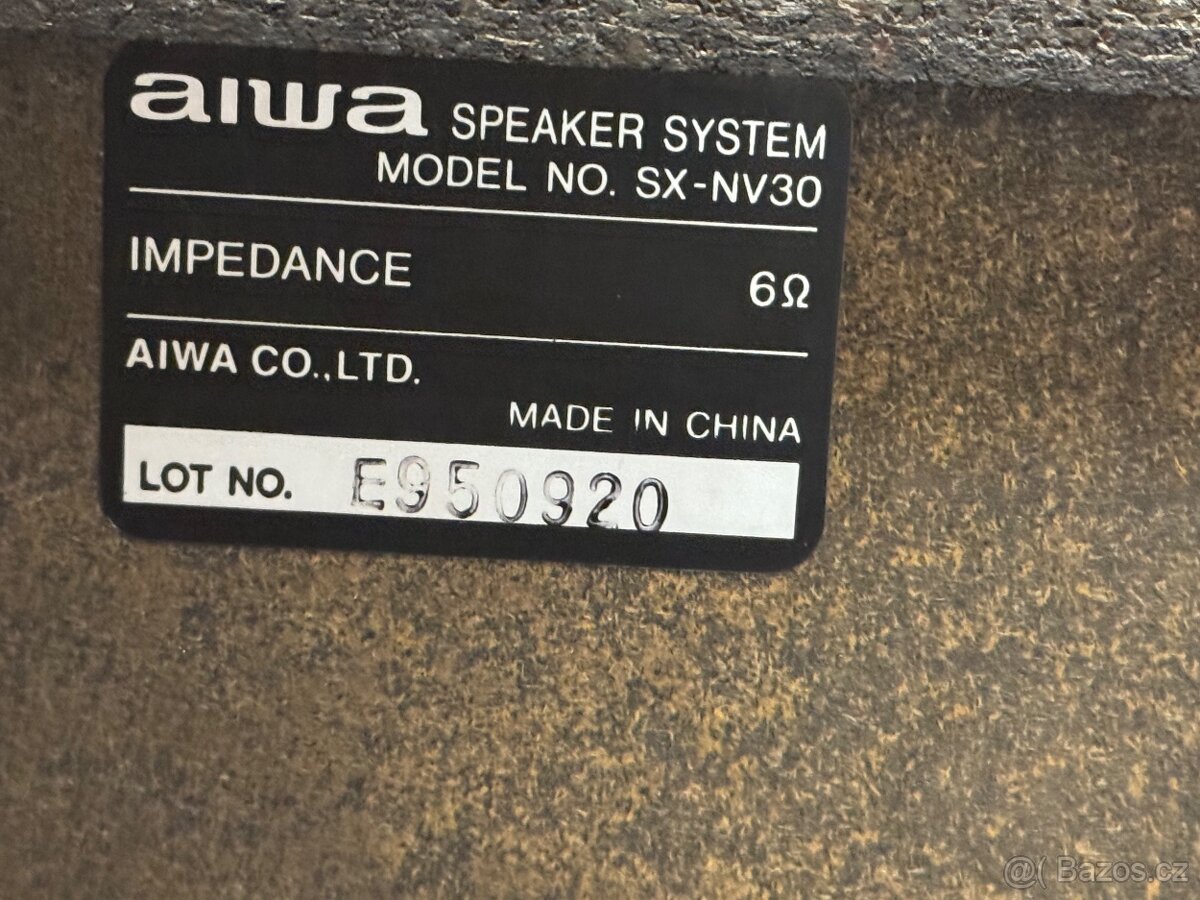 aiwa SPEAKER SYSTEM
MODEL NO. SX-NV30
IMPEDANCE 6Ω
AIWA CO.,LTD.
MADE IN CHINA
LOT NO. E950920
@( Bazos.cz